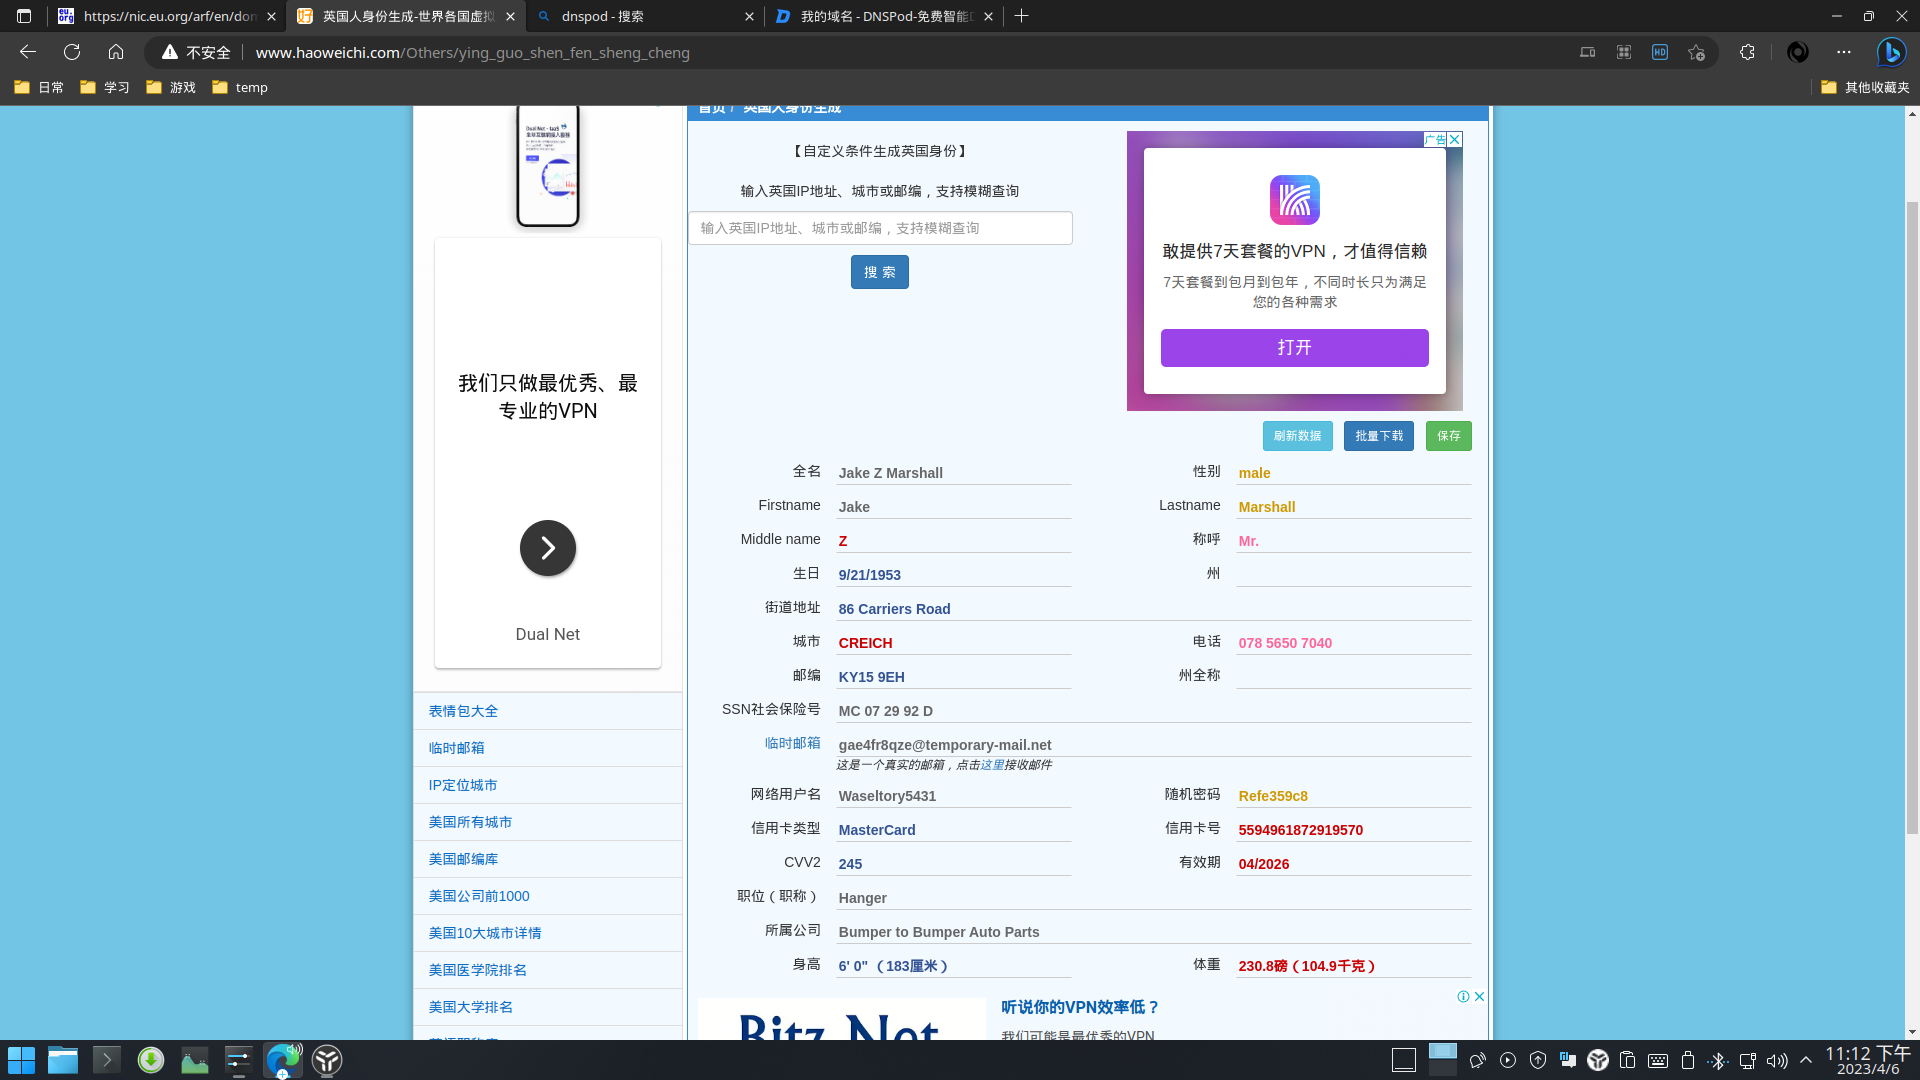 https://nic.eu.org/arf/en/don
英国人身份生成-世界各国虚拟
dnspod - 搜索
我的域名 - DNSPod-免费智能D
不安全
www.haoweichi.com/Others/ying_guo_shen_fen_sheng_cheng
日常
学习
游戏
temp
其他收藏夹
首页 / 英国人身份生成
Dual Net - IaaS
【自定义条件生成英国身份】
输入英国IP地址、城市或邮编，支持模糊查询
输入英国IP地址、城市或邮编，支持模糊查询
搜 索
广告
敢提供7天套餐的VPN，才值得信赖
7天套餐到包月到包年，不同时长只为满足
您的各种需求
打开
我们只做最优秀、最
专业的VPN
Dual Net
刷新数据
批量下载
保存
全名 Jake Z Marshall
性别 male
Firstname Jake
Lastname Marshall
Middle name Z
称呼 Mr.
生日 9/21/1953
州
街道地址 86 Carriers Road
城市 CREICH
电话 078 5650 7040
邮编 KY15 9EH
州全称
SSN社会保险号 MC 07 29 92 D
临时邮箱 gae4fr8qze@temporary-mail.net
这是一个真实的邮箱，点击这里接收邮件
网络用户名 Waseltory5431
随机密码 Refe359c8
信用卡类型 MasterCard
信用卡号 5594961872919570
CVV2 245
有效期 04/2026
职位（职称） Hanger
所属公司 Bumper to Bumper Auto Parts
身高 6' 0" （183厘米）
体重 230.8磅（104.9千克）
表情包大全
临时邮箱
IP定位城市
美国所有城市
美国邮编库
美国公司前1000
美国10大城市详情
美国医学院排名
美国大学排名
Bitz Net
听说你的VPN效率低？
我们可能是最优秀的VPN
11:12 下午
2023/4/6